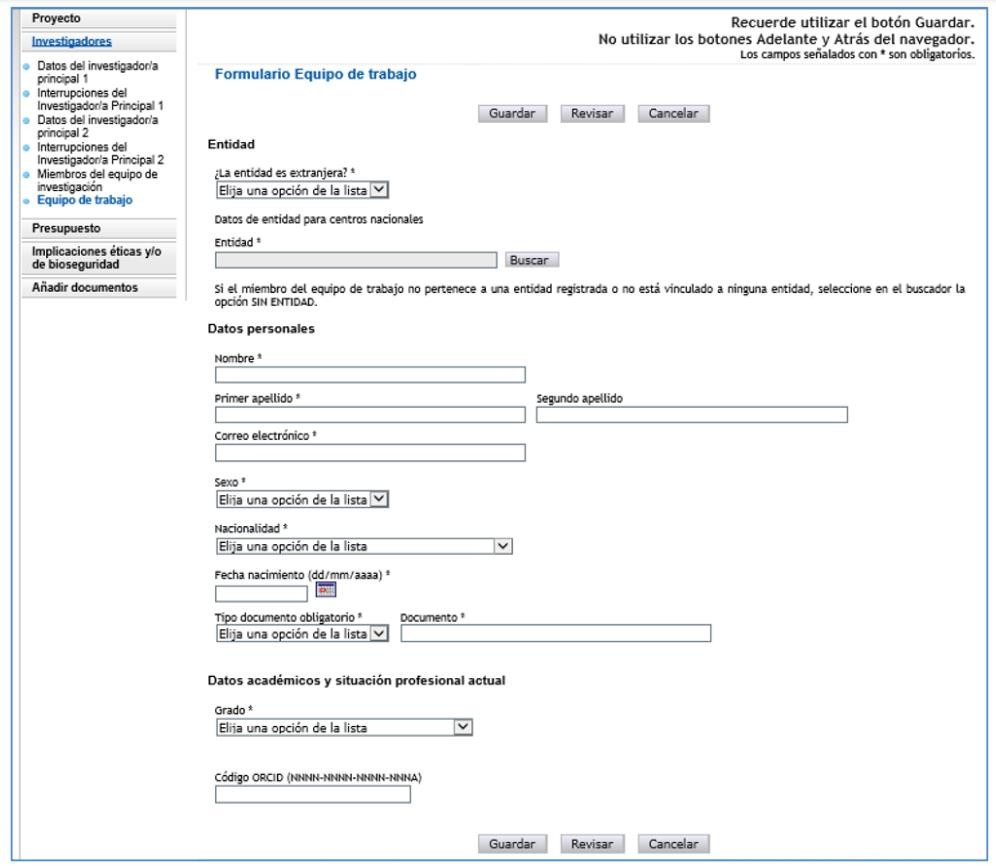 Proyecto
Investigadores
Datos del investigador/a
principal 1
Interrupciones del
Investigador/a Principal 1
Datos del investigador/a
principal 2
Interrupciones del
Investigador/a Principal 2
Miembros del equipo de
investigación
Equipo de trabajo
Presupuesto
Implicaciones éticas y/o
de bioseguridad
Añadir documentos
Recuerde utilizar el botón Guardar.
No utilizar los botones Adelante y Atrás del navegador.
Los campos señalados con * son obligatorios.
Formulario Equipo de trabajo
Guardar Revisar Cancelar
Entidad
¿La entidad es extranjera? *
Elija una opción de la lista
Datos de entidad para centros nacionales
Entidad *
Buscar
Si el miembro del equipo de trabajo no pertenece a una entidad registrada o no está vinculado a ninguna entidad, seleccione en el buscador la
opción SIN ENTIDAD.
Datos personales
Nombre *
Primer apellido * Segundo apellido
Correo electrónico *
Sexo *
Elija una opción de la lista
Nacionalidad *
Elija una opción de la lista
Fecha nacimiento (dd/mm/aaaa) *
Tipo documento obligatorio * Documento *
Elija una opción de la lista
Datos académicos y situación profesional actual
Grado *
Elija una opción de la lista
Código ORCID (NNNN-NNNN-NNNN-NNNA)
Guardar Revisar Cancelar